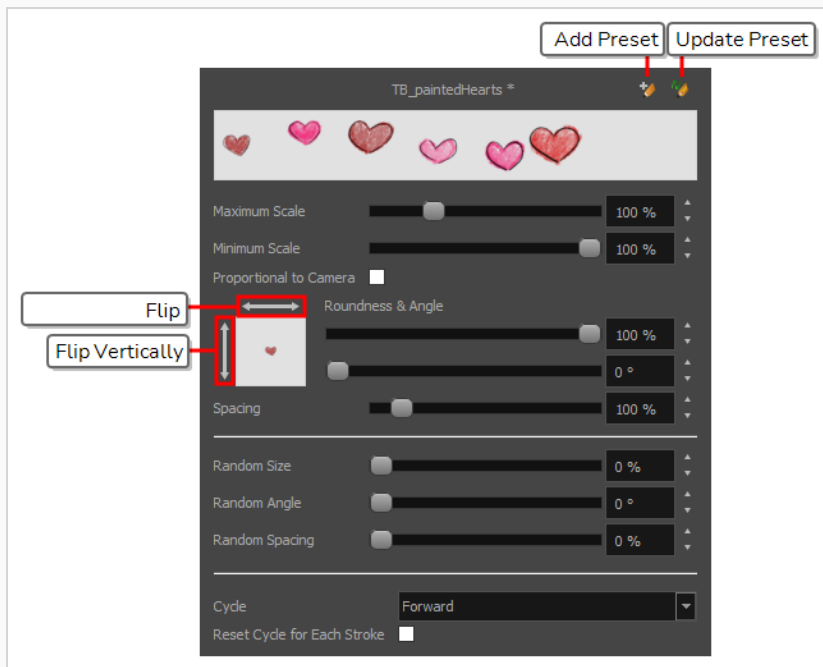 Add Preset Update Preset
TB_paintedHearts *
Maximum Scale 100 %
Minimum Scale 100 %
Proportional to Camera
Flip Roundness & Angle
100 %
Flip Vertically
0 °
Spacing 100 %
Random Size 0 %
Random Angle 0 °
Random Spacing 0 %
Cycle Forward
Reset Cycle for Each Stroke